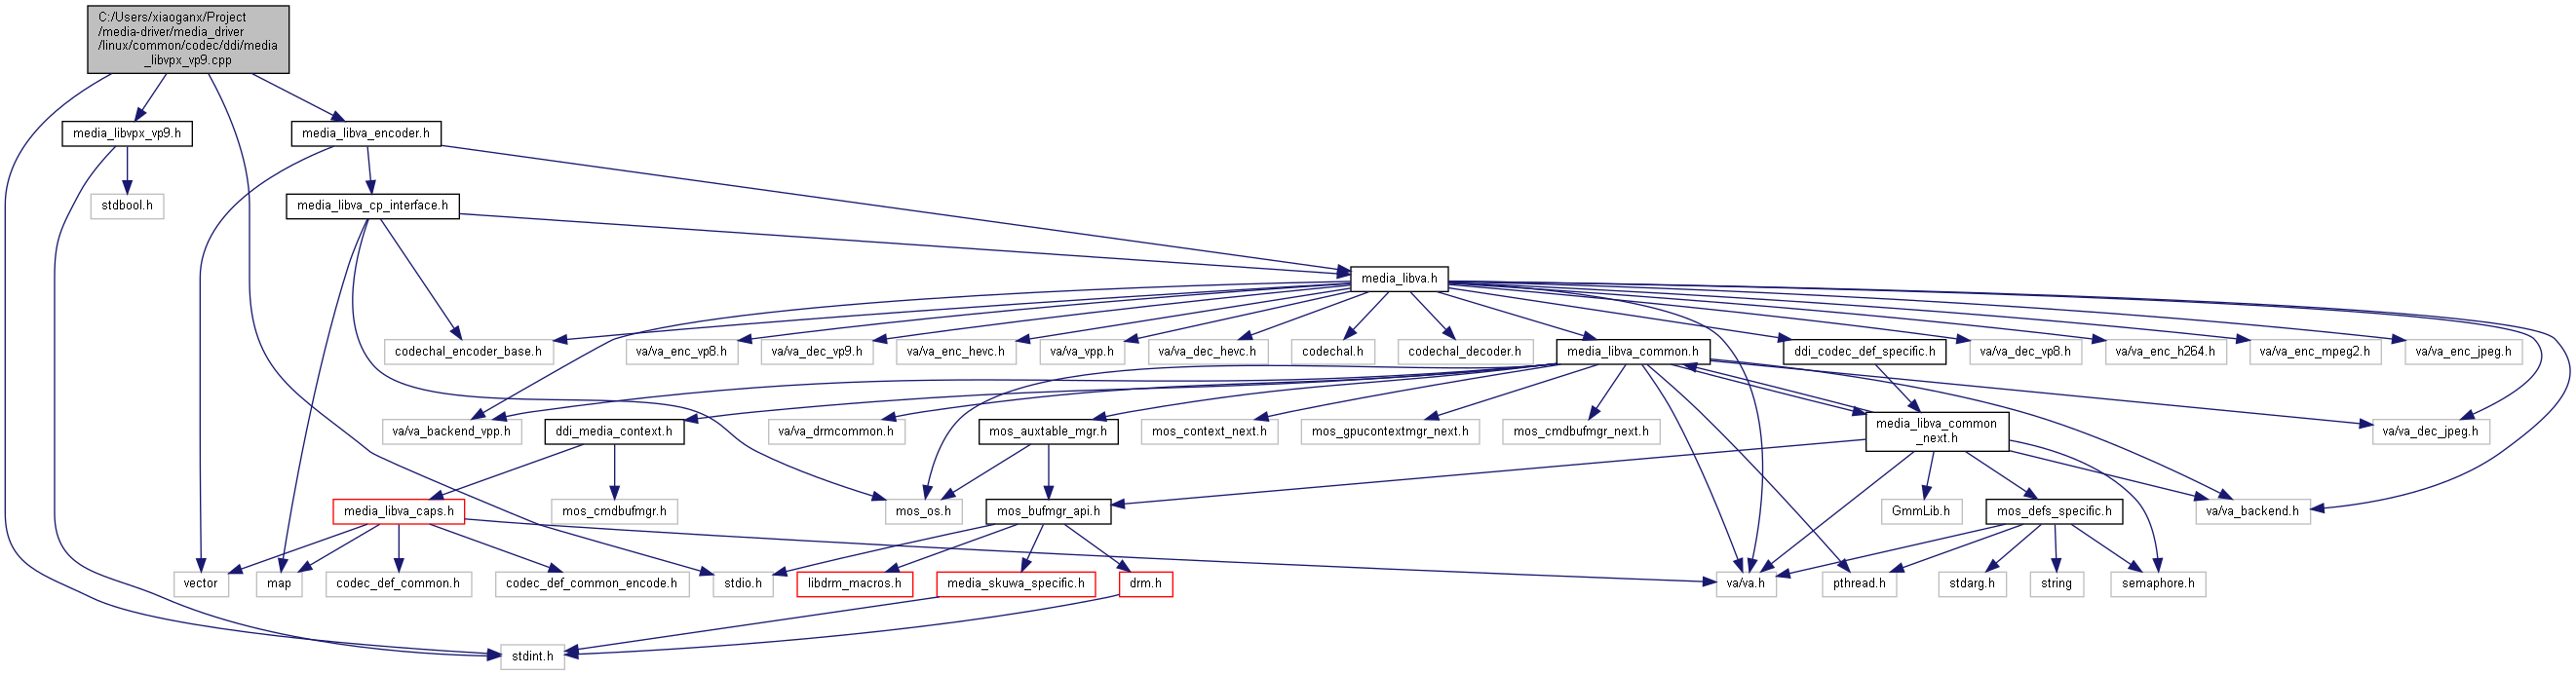 C:/Users/xiaoganx/Project
/media-driver/media_driver
/linux/common/codec/ddi/media
_libvpx_vp9.cpp
media_libvpx_vp9.h
media_libva_encoder.h
stdbool.h
media_libva_cp_interface.h
media_libva.h
codechal_encoder_base.h
va/va_enc_vp8.h
va/va_dec_vp9.h
va/va_enc_hevc.h
va/va_vpp.h
va/va_dec_hevc.h
codechal.h
codechal_decoder.h
media_libva_common.h
ddi_codec_def_specific.h
va/va_dec_vp8.h
va/va_enc_h264.h
va/va_enc_mpeg2.h
va/va_enc_jpeg.h
va/va_backend_vpp.h
ddi_media_context.h
va/va_drmcommon.h
mos_auxtable_mgr.h
mos_context_next.h
mos_gpucontextmgr_next.h
mos_cmdbufmgr_next.h
media_libva_common
_next.h
va/va_dec_jpeg.h
media_libva_caps.h
mos_cmdbufmgr.h
mos_os.h
mos_bufmgr_api.h
GmmLib.h
mos_defs_specific.h
va/va_backend.h
vector
map
codec_def_common.h
codec_def_common_encode.h
stdio.h
libdrm_macros.h
media_skuwa_specific.h
drm.h
va/va.h
pthread.h
stdarg.h
string
semaphore.h
stdint.h